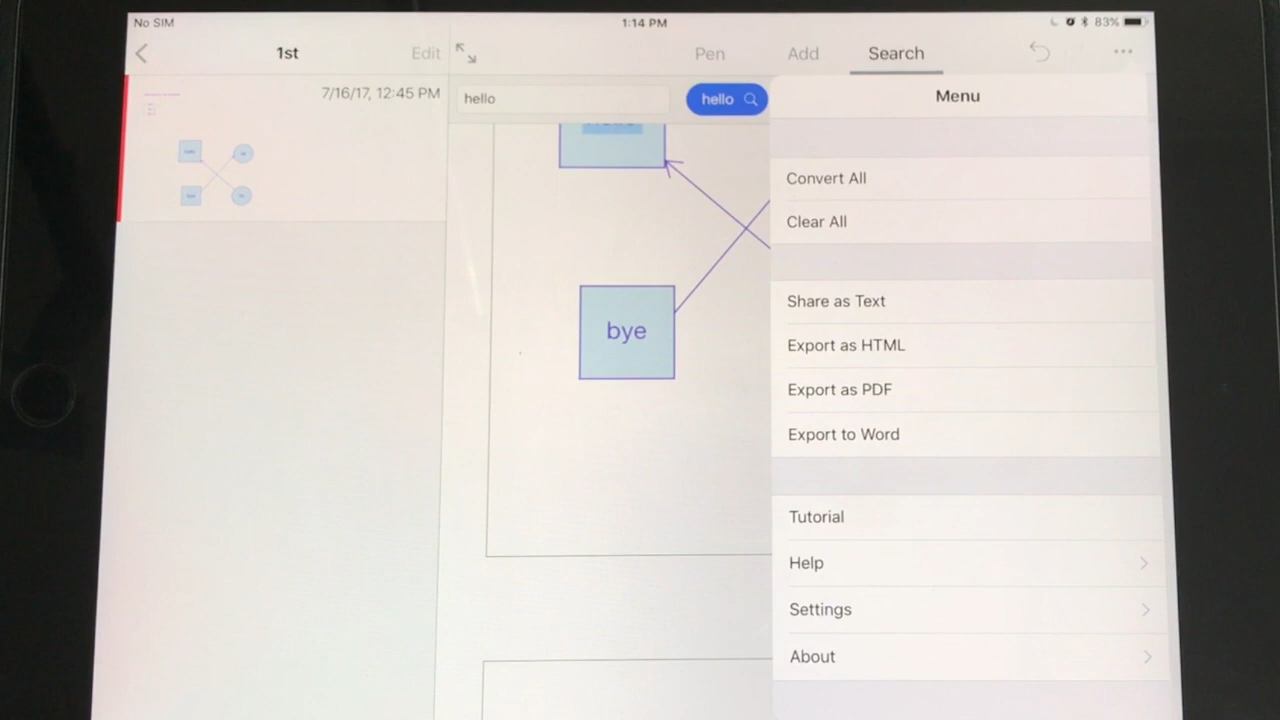 No SIM
1:14 PM
83%
1st
Edit
Pen
Add
Search
7/16/17, 12:45 PM
hello
hello
Menu
bye
Convert All
Clear All
Share as Text
Export as HTML
Export as PDF
Export to Word
Tutorial
Help
Settings
About